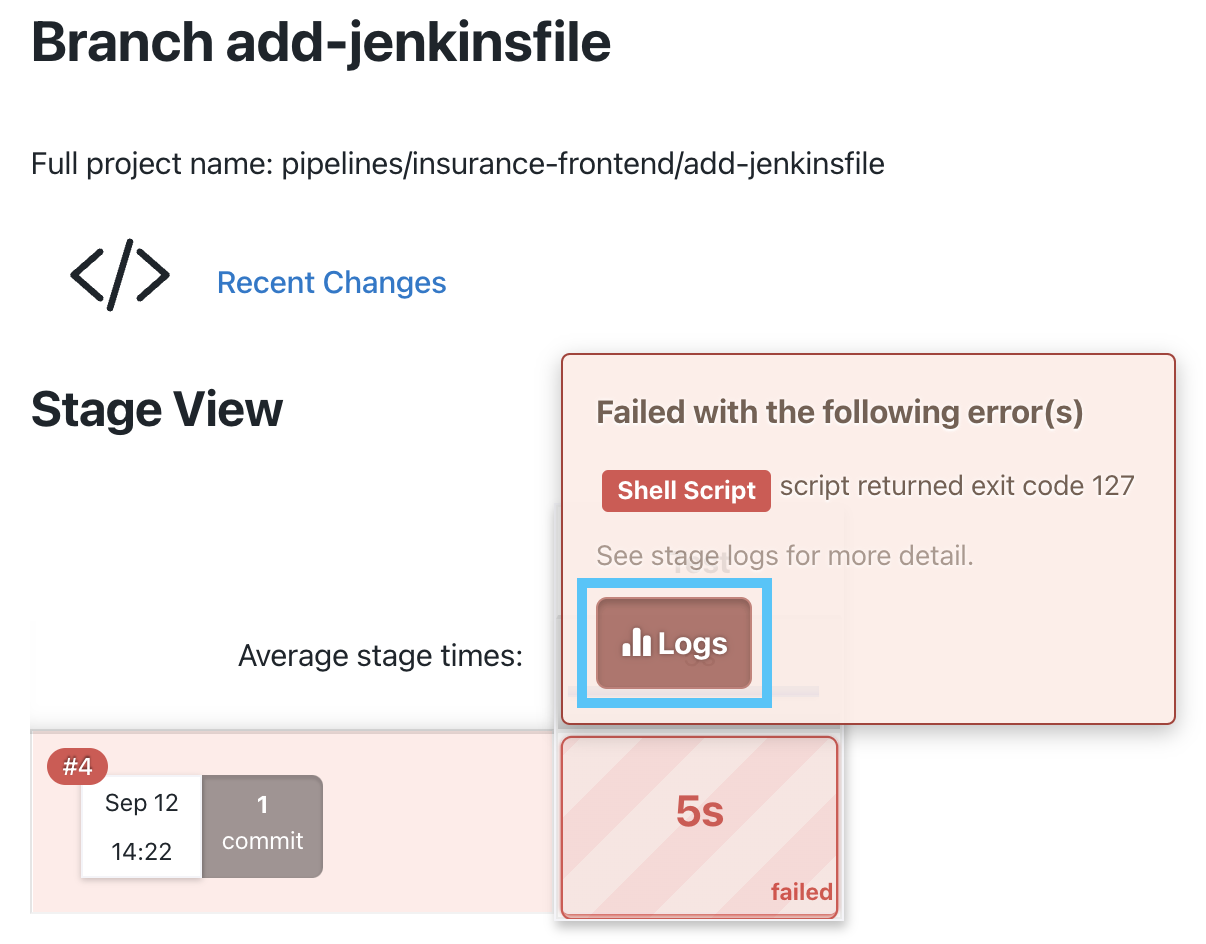 Branch add-jenkinsfile
Full project name: pipelines/insurance-frontend/add-jenkinsfile
</>
Recent Changes
Stage View
Failed with the following error(s)
Shell Script script returned exit code 127
See stage logs for more detail.
Test
Logs
Average stage times:
#4
Sep 12
14:22
1
commit
5s
failed